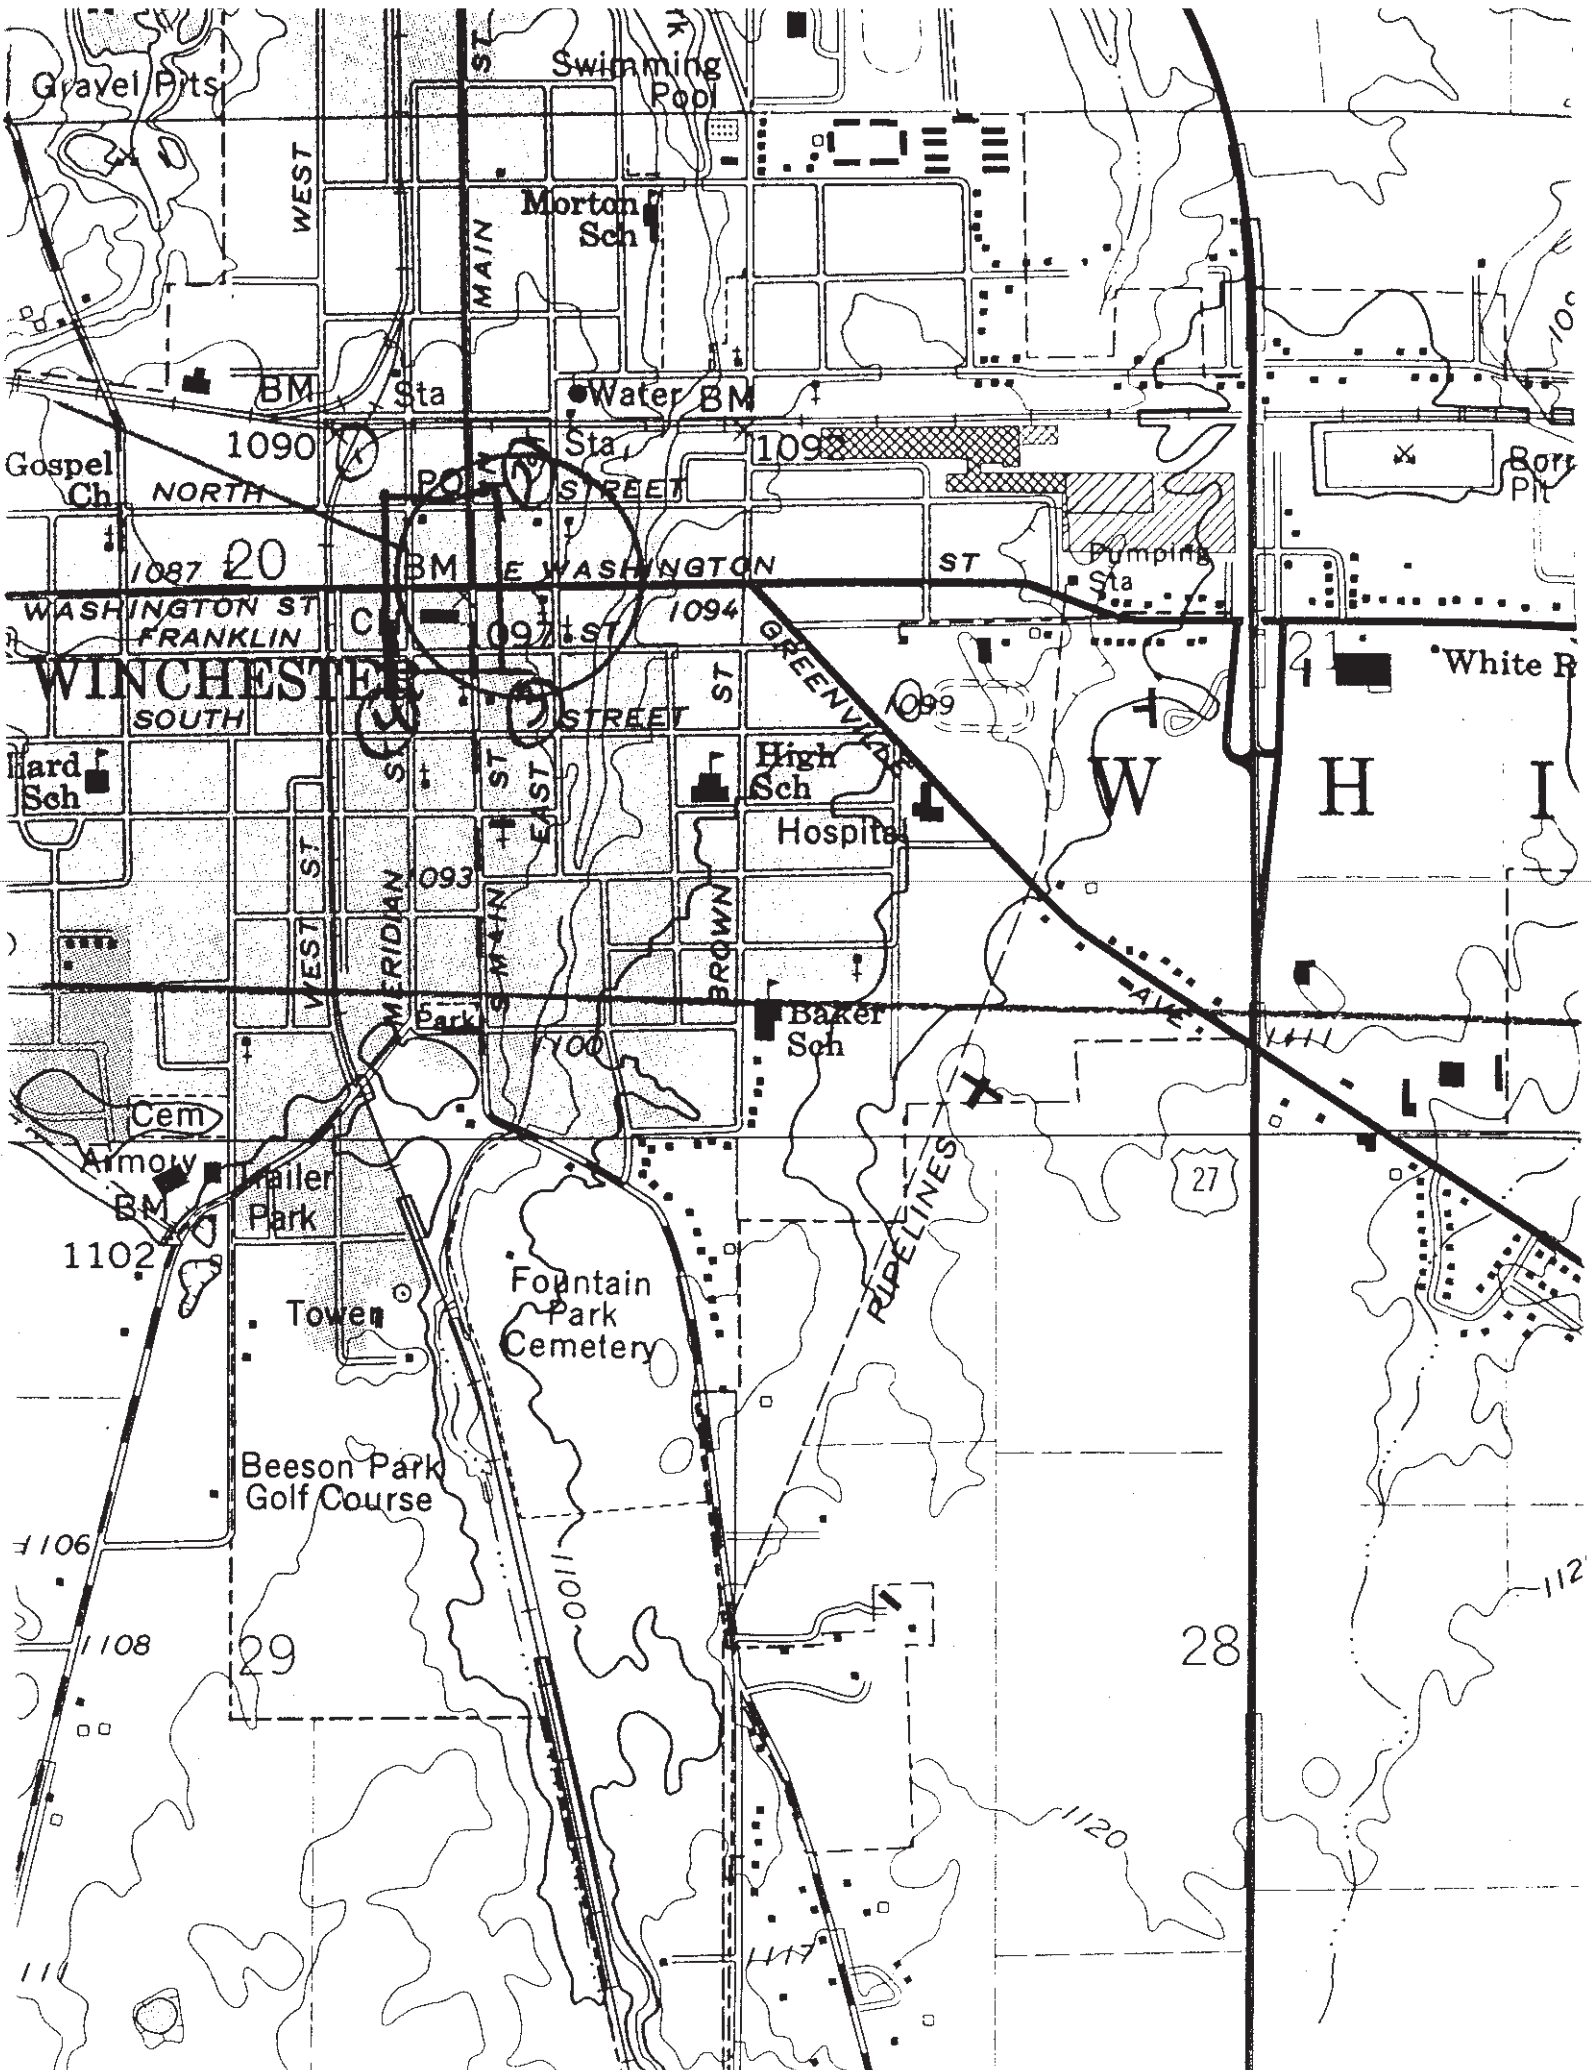 ST
Swimming
Pool
Gravel Pits
WEST
Morton
Sch
MAIN
BM
Sta
Water
BM
1090
Sta
Gospel
Ch
NORTH
PO
STREET
Pit
20
BM
E WASHINGTON
ST
Pumping
Sta
1087
WASHINGTON ST
1094
FRANKLIN
ST
1097
21
WINCHESTER
White R
GREENVILLE
AVE
ST
SOUTH
STREET
1099
High
Sch
Sch
ST
EAST
W H I
Hospital
WEST ST
MERIDIAN
1093
S MAIN
BROWN
Park
Baker
Sch
1100
1111
Cem
Armory
BM
Trailer
Park
27
1102
PIPELINES
Tower
Fountain
Park
Cemetery
Beeson Park
Golf Course
1106
1100
1108
29
28
1120
1117
1
2
3